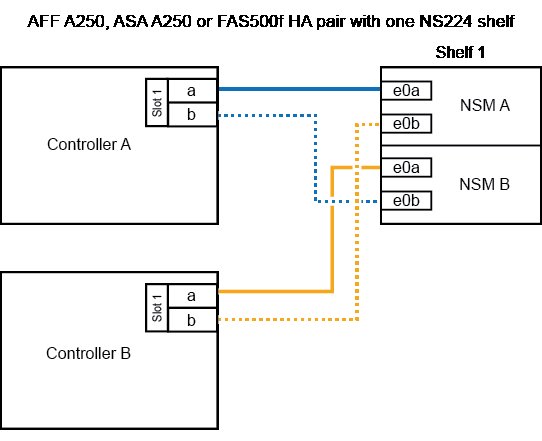 AFF A250, ASA A250 or FAS500f HA pair with one NS224 shelf
Shelf 1
Controller A
Slot 1
a
b
e0a
e0b
NSM A
e0a
e0b
NSM B
Controller B
Slot 1
a
b